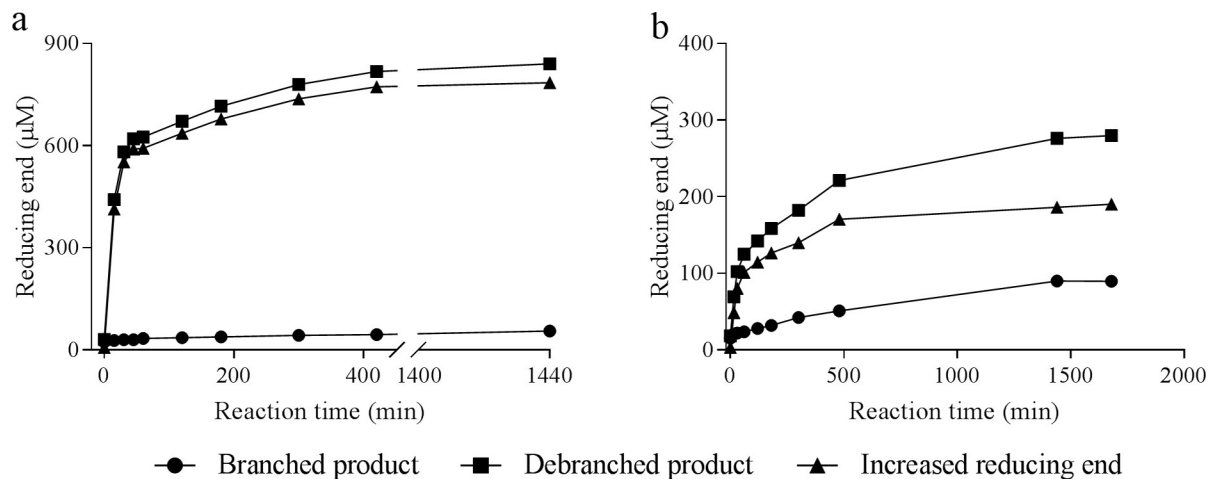 a
900
600
300
0
Reducing end (μM)
0 200 400 1400 1440
Reaction time (min)
b
400
300
200
100
0
Reducing end (μM)
0 500 1000 1500 2000
Reaction time (min)
Branched product Debranched product Increased reducing end